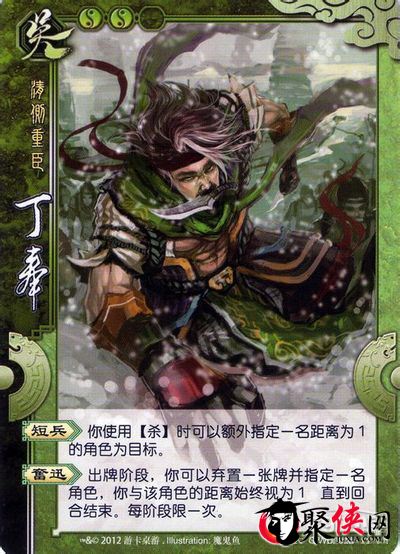 吴
清侧重臣
丁奉
短兵 你使用【杀】时可以额外指定一名距离为1
的角色为目标。
奮迅 出牌阶段，你可以弃置一张牌并指定一名
角色，你与该角色的距离始终视为1 直到回
合结束。每阶段限一次。
™&© 2012 游卡桌游. Illustration: 魔鬼鱼
聚侠网